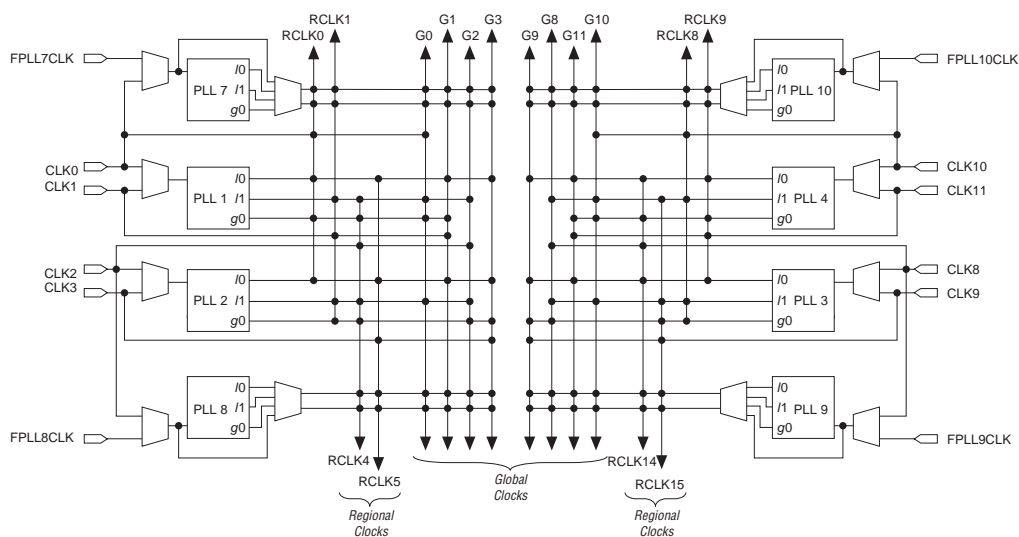 RCLK1 G1 G3 G8 G10 RCLK9
RCLK0 G0 G2 G9 G11 RCLK8
FPLL7CLK FPLL10CLK
l0 l0
PLL 7 l1 l1 PLL 10
g0 g0
CLK0 CLK10
l0 l0
CLK1 CLK11
PLL 1 l1 l1 PLL 4
g0 g0
CLK2 CLK8
l0 l0
CLK3 CLK9
PLL 2 l1 l1 PLL 3
g0 g0
l0 l0
PLL 8 l1 l1 PLL 9
g0 g0
FPLL8CLK FPLL9CLK
RCLK4 RCLK14
RCLK5 RCLK15
Global
Clocks
Regional
Clocks
Regional
Clocks